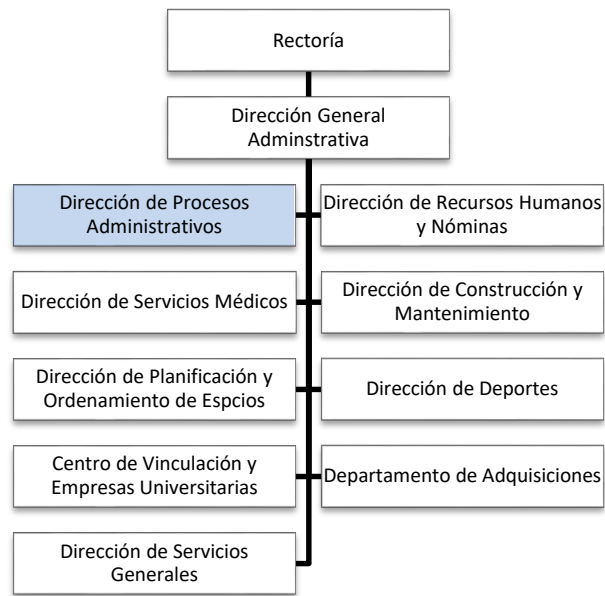 Rectoría
Dirección General
Adminstrativa
Dirección de Procesos
Administrativos
Dirección de Recursos Humanos
y Nóminas
Dirección de Servicios Médicos
Dirección de Construcción y
Mantenimiento
Dirección de Planificación y
Ordenamiento de Espcios
Dirección de Deportes
Centro de Vinculación y
Empresas Universitarias
Departamento de Adquisiciones
Dirección de Servicios
Generales